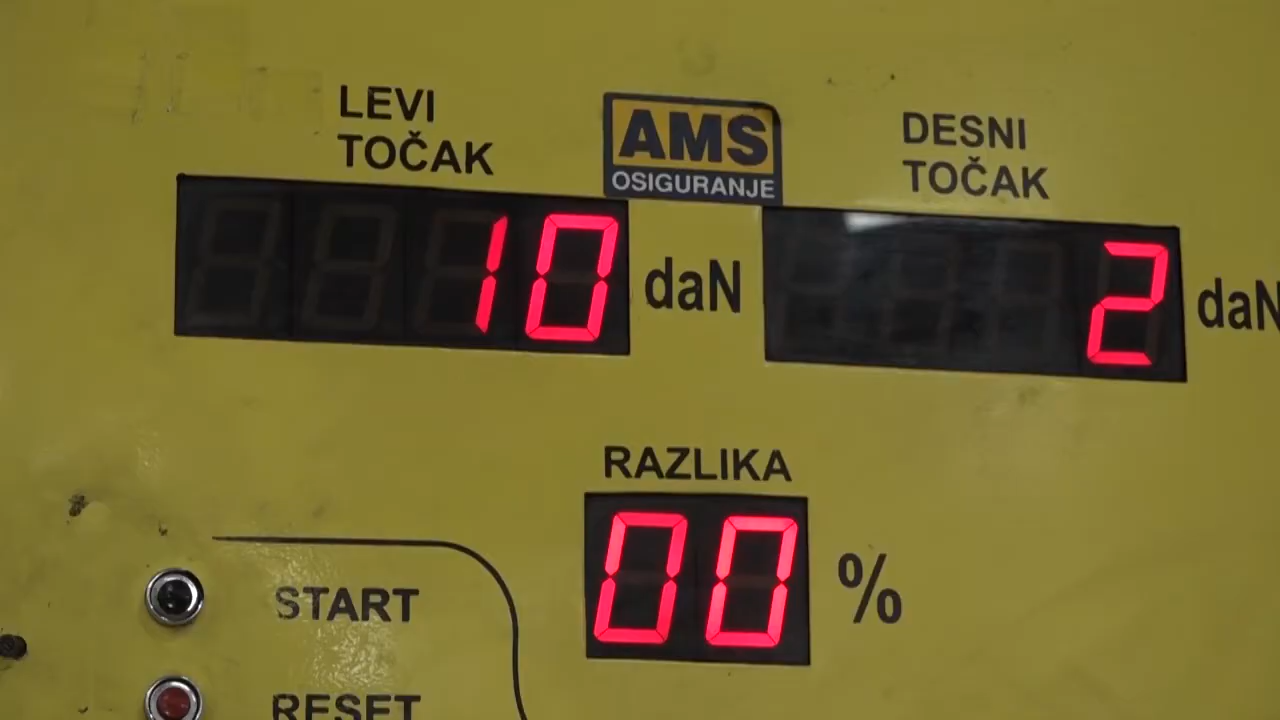 LEVI
TOČAK
AMS
OSIGURANJE
DESNI
TOČAK
10 daN
2 daN
RAZLIKA
00 %
START
RESET